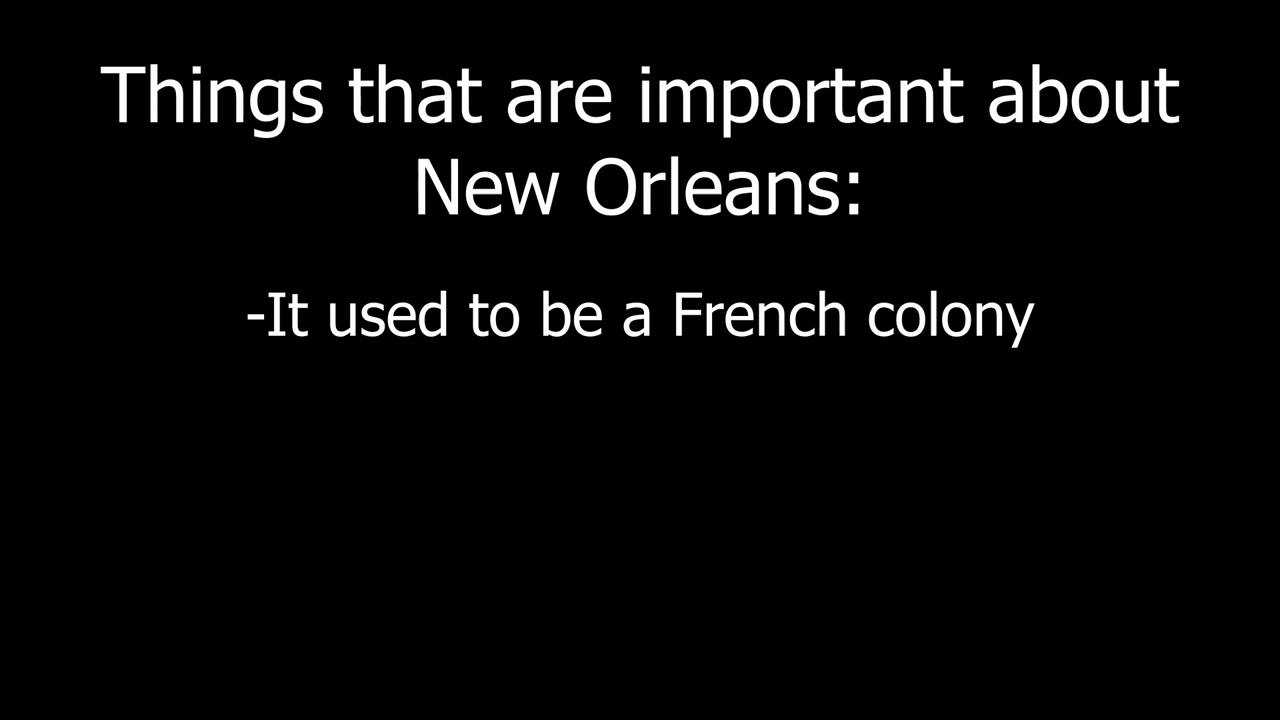 Things that are important about
New Orleans:
-It used to be a French colony